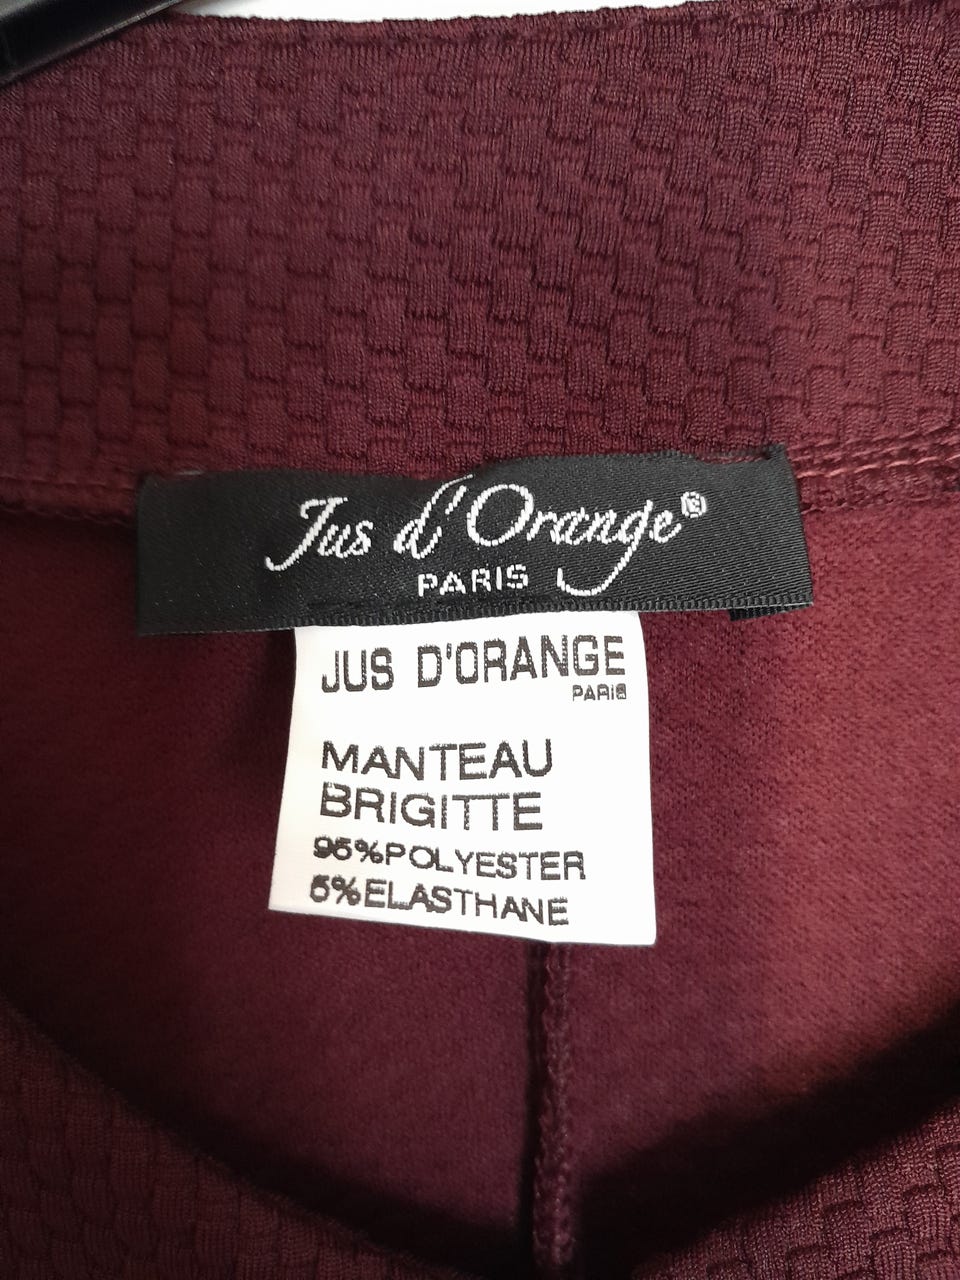 Jus d'Orange®
PARIS
JUS D'ORANGE
PARIS
MANTEAU
BRIGITTE
95%POLYESTER
5%ELASTHANE